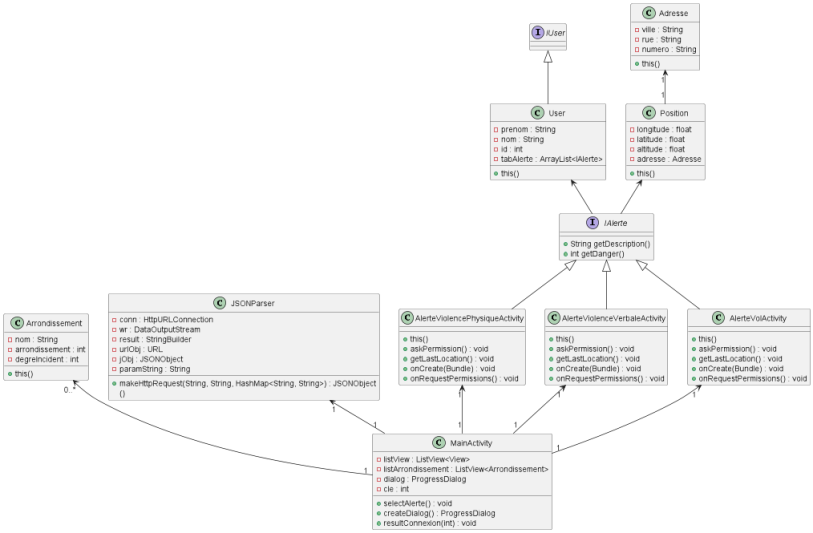 C Adresse
ville : String
rue : String
numero : String
this()
I IUser
1
1
C User
prenom : String
nom : String
id : int
tabAlerte : ArrayList<IAlerte>
this()
C Position
longitude : float
latitude : float
altitude : float
adresse : Adresse
this()
I IAlerte
String getDescription()
int getDanger()
C Arrondissement
nom : String
arrondissement : int
degreIncident : int
this()
C JSONParser
conn : HttpURLConnection
wr : DataOutputStream
result : StringBuilder
urlObj : URL
jObj : JSONObject
paramString : String
makeHttpRequest(String, String, HashMap<String, String>) : JSONObject
()
C AlerteViolencePhysiqueActivity
this()
askPermission() : void
getLastLocation() : void
onCreate(Bundle) : void
onRequestPermissions() : void
C AlerteViolenceVerbaleActivity
this()
askPermission() : void
getLastLocation() : void
onCreate(Bundle) : void
onRequestPermissions() : void
C AlerteVolActivity
this()
askPermission() : void
getLastLocation() : void
onCreate(Bundle) : void
onRequestPermissions() : void
0..*
1
1
1
1
1
1
1
1
1
C MainActivity
listView : ListView<View>
listArrondissement : ListView<Arrondissement>
dialog : ProgressDialog
cle : int
selectAlerte() : void
createDialog() : ProgressDialog
resultConnexion(int) : void